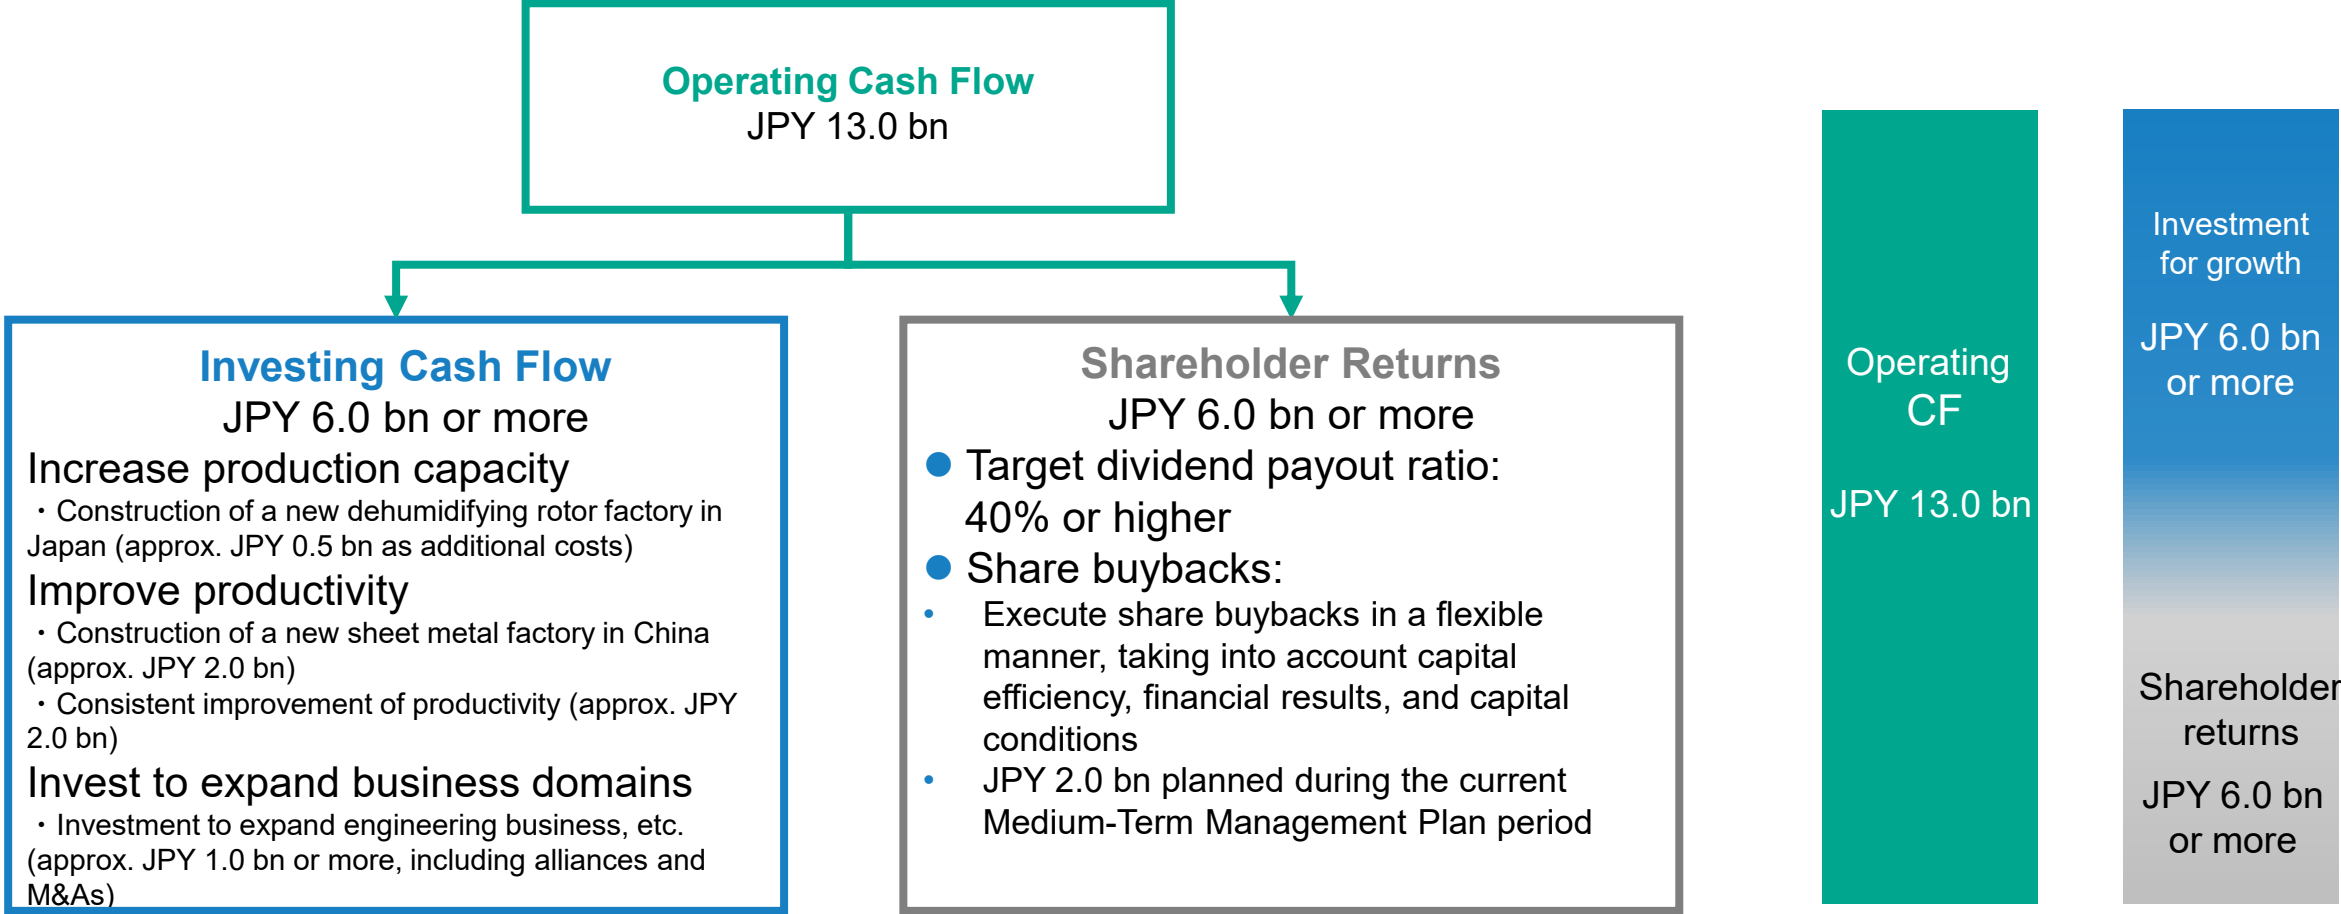 Operating Cash Flow
JPY 13.0 bn
Investing Cash Flow
JPY 6.0 bn or more
Increase production capacity
・Construction of a new dehumidifying rotor factory in
Japan (approx. JPY 0.5 bn as additional costs)
Improve productivity
・Construction of a new sheet metal factory in China
(approx. JPY 2.0 bn)
・Consistent improvement of productivity (approx. JPY
2.0 bn)
Invest to expand business domains
・Investment to expand engineering business, etc.
(approx. JPY 1.0 bn or more, including alliances and
M&As)
Shareholder Returns
JPY 6.0 bn or more
● Target dividend payout ratio:
40% or higher
● Share buybacks:
• Execute share buybacks in a flexible
manner, taking into account capital
efficiency, financial results, and capital
conditions
• JPY 2.0 bn planned during the current
Medium-Term Management Plan period
Operating
CF
JPY 13.0 bn
Investment
for growth
JPY 6.0 bn
or more
Shareholder
returns
JPY 6.0 bn
or more